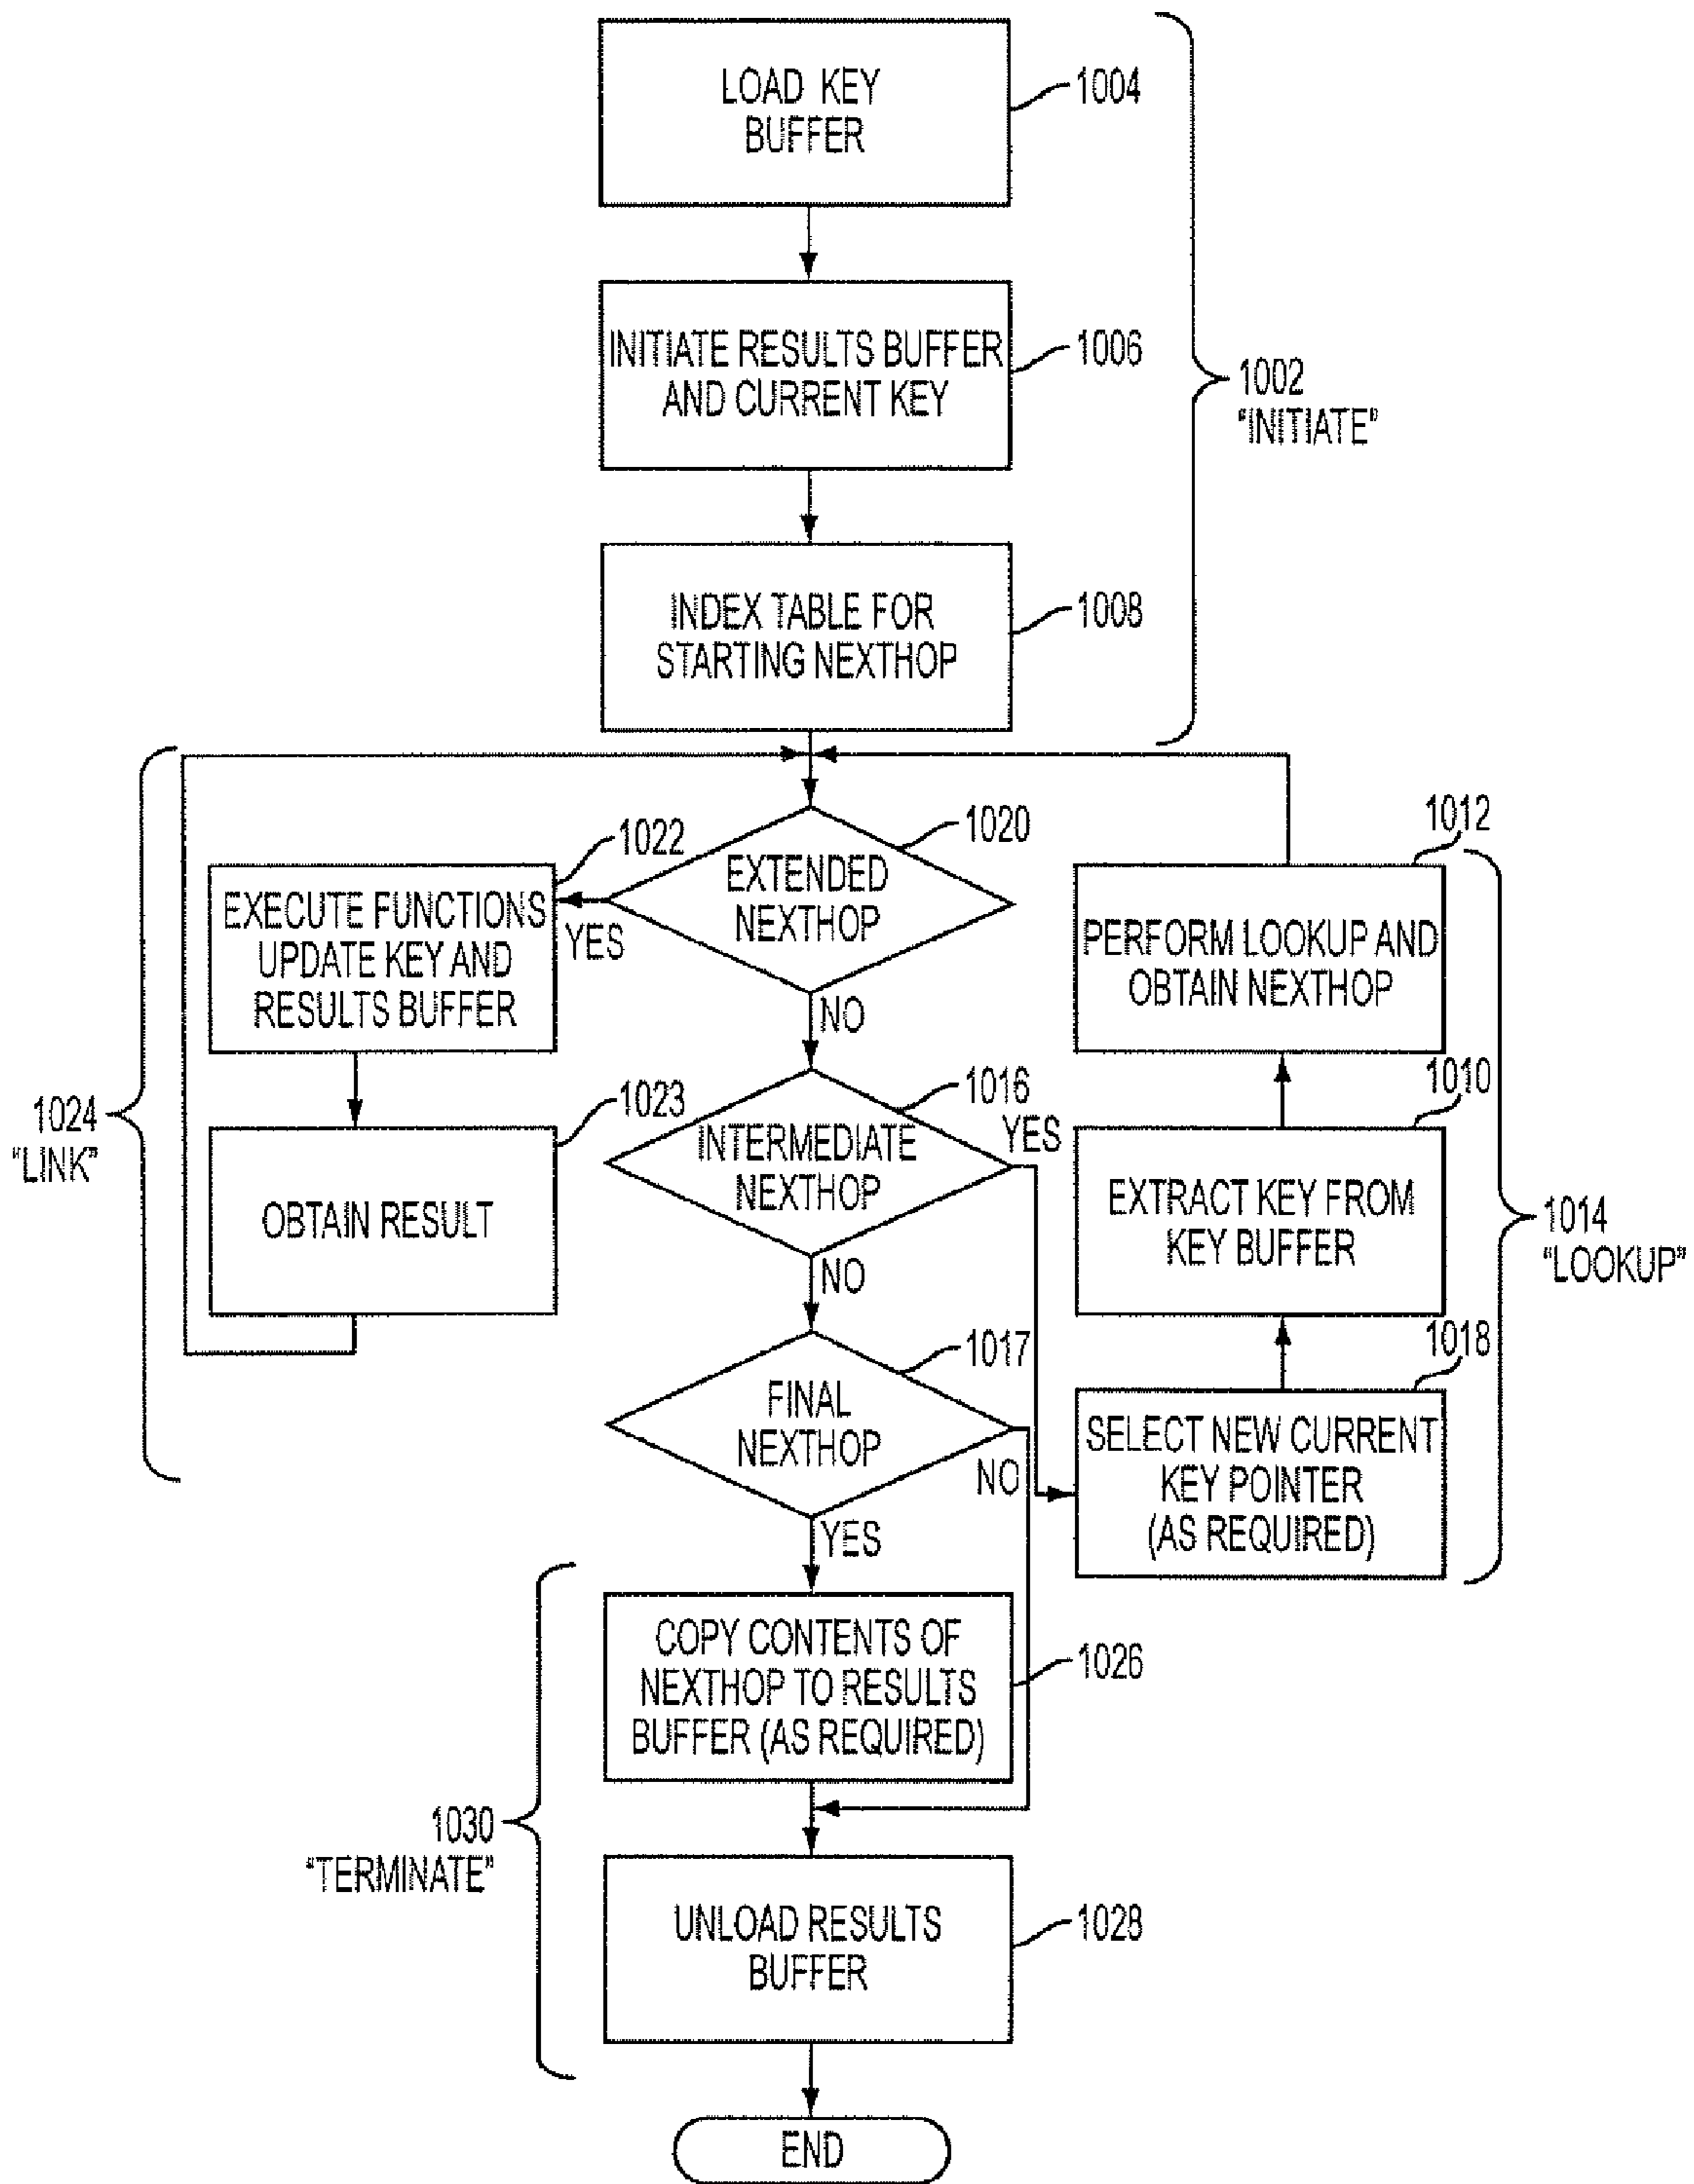 LOAD KEY
BUFFER
1004
INITIATE RESULTS BUFFER
AND CURRENT KEY
1006
1002
"INITIATE"
INDEX TABLE FOR
STARTING NEXTHOP
1008
EXTENDED
NEXTHOP
1020
YES
NO
1022
EXECUTE FUNCTIONS
UPDATE KEY AND
RESULTS BUFFER
1023
OBTAIN RESULT
1024
"LINK"
INTERMEDIATE
NEXTHOP
1016
YES
NO
1012
PERFORM LOOKUP AND
OBTAIN NEXTHOP
1010
EXTRACT KEY FROM
KEY BUFFER
1014
"LOOKUP"
1018
SELECT NEW CURRENT
KEY POINTER
(AS REQUIRED)
FINAL
NEXTHOP
1017
NO
YES
COPY CONTENTS OF
NEXTHOP TO RESULTS
BUFFER (AS REQUIRED)
1026
1030
"TERMINATE"
UNLOAD RESULTS
BUFFER
1028
END